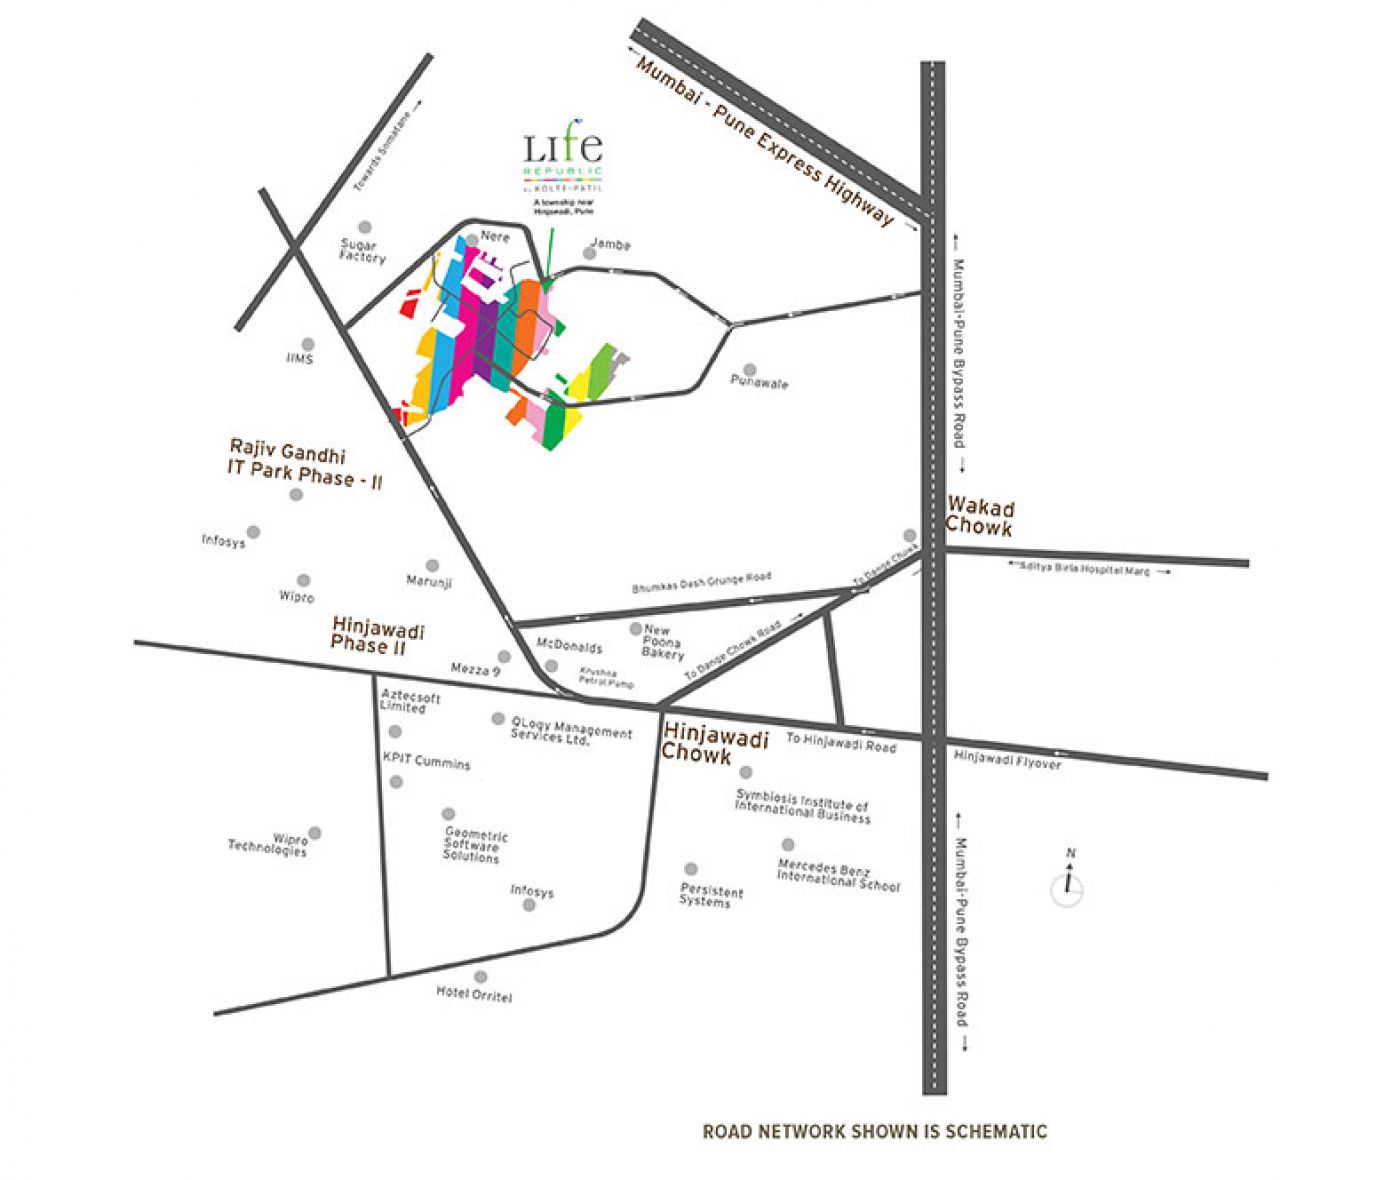 Mumbai - Pune Express Highway
Towards Somatane
LIfe
REPUBLIC
KOLTE-PATIL
A township near
Hinjawadi, Pune
Sugar
Factory
Nere
Jambe
IIMS
Punawale
Mumbai-Pune Bypass Road
Rajiv Gandhi
IT Park Phase - II
Infosys
Wipro
Marunji
Wakad
Chowk
To Dange Chowk
Aditya Birla Hospital Marg
Bhumkas Dash Grunge Road
Hinjawadi
Phase II
McDonalds
New
Poona
Bakery
To Dange Chowk Road
Mezza 9
Krushna
Petrol Pump
Aztecsoft
Limited
QLogy Management
Services Ltd.
Hinjawadi
Chowk
To Hinjawadi Road
Hinjawadi Flyover
KPIT Cummins
Symbiosis Institute of
International Business
Wipro
Technologies
Geometric
Software
Solutions
Mercedes Benz
International School
Infosys
Persistent
Systems
N
Mumbai-Pune Bypass Road
Hotel Orritel
ROAD NETWORK SHOWN IS SCHEMATIC